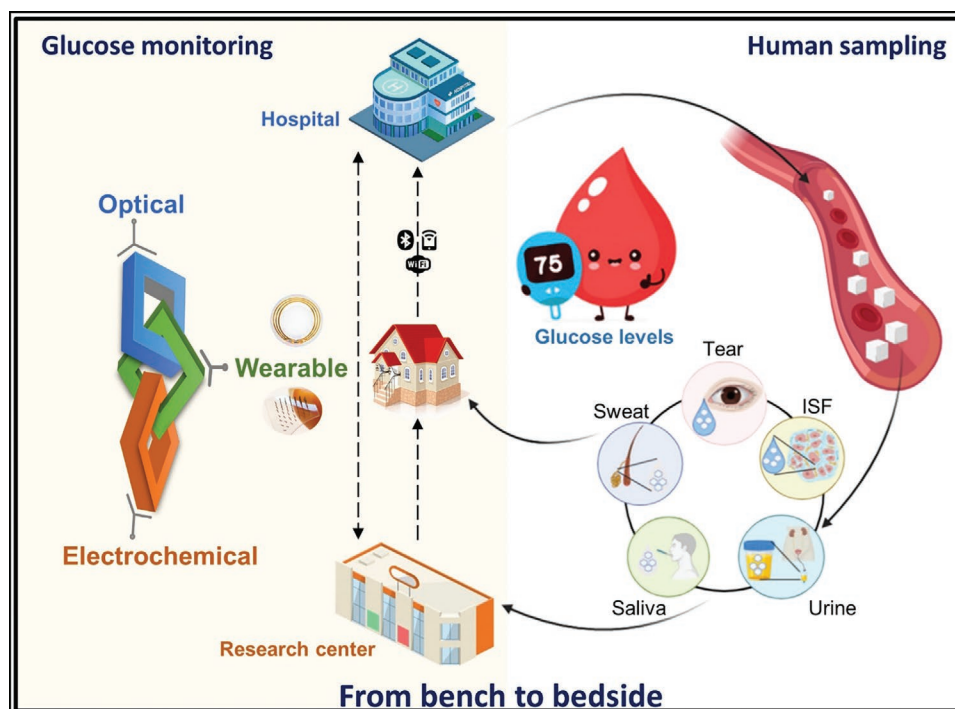 Glucose monitoring
Human sampling
Hospital
H
Optical
WiFi
75
Glucose levels
Wearable
Tear
Sweat
ISF
Electrochemical
Saliva
Urine
Research center
From bench to bedside